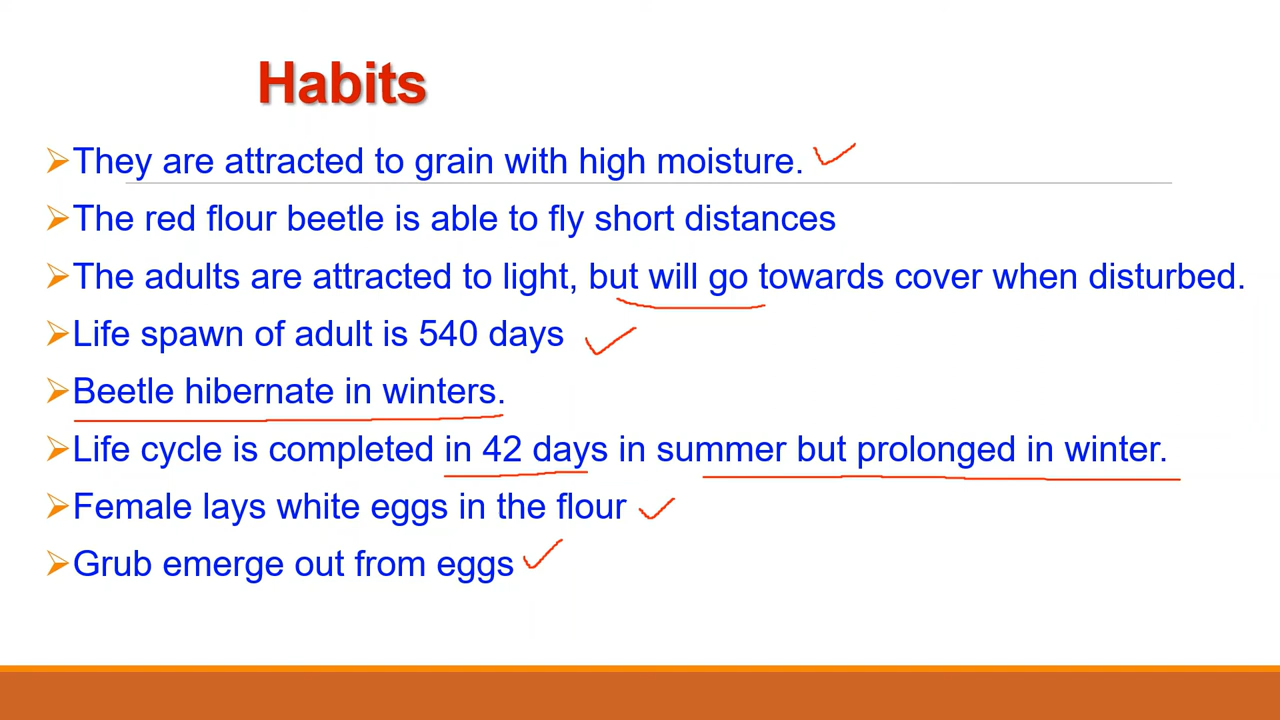 Habits
➢They are attracted to grain with high moisture.
➢The red flour beetle is able to fly short distances
➢The adults are attracted to light, but will go towards cover when disturbed.
➢Life spawn of adult is 540 days
➢Beetle hibernate in winters.
➢Life cycle is completed in 42 days in summer but prolonged in winter.
➢Female lays white eggs in the flour
➢Grub emerge out from eggs